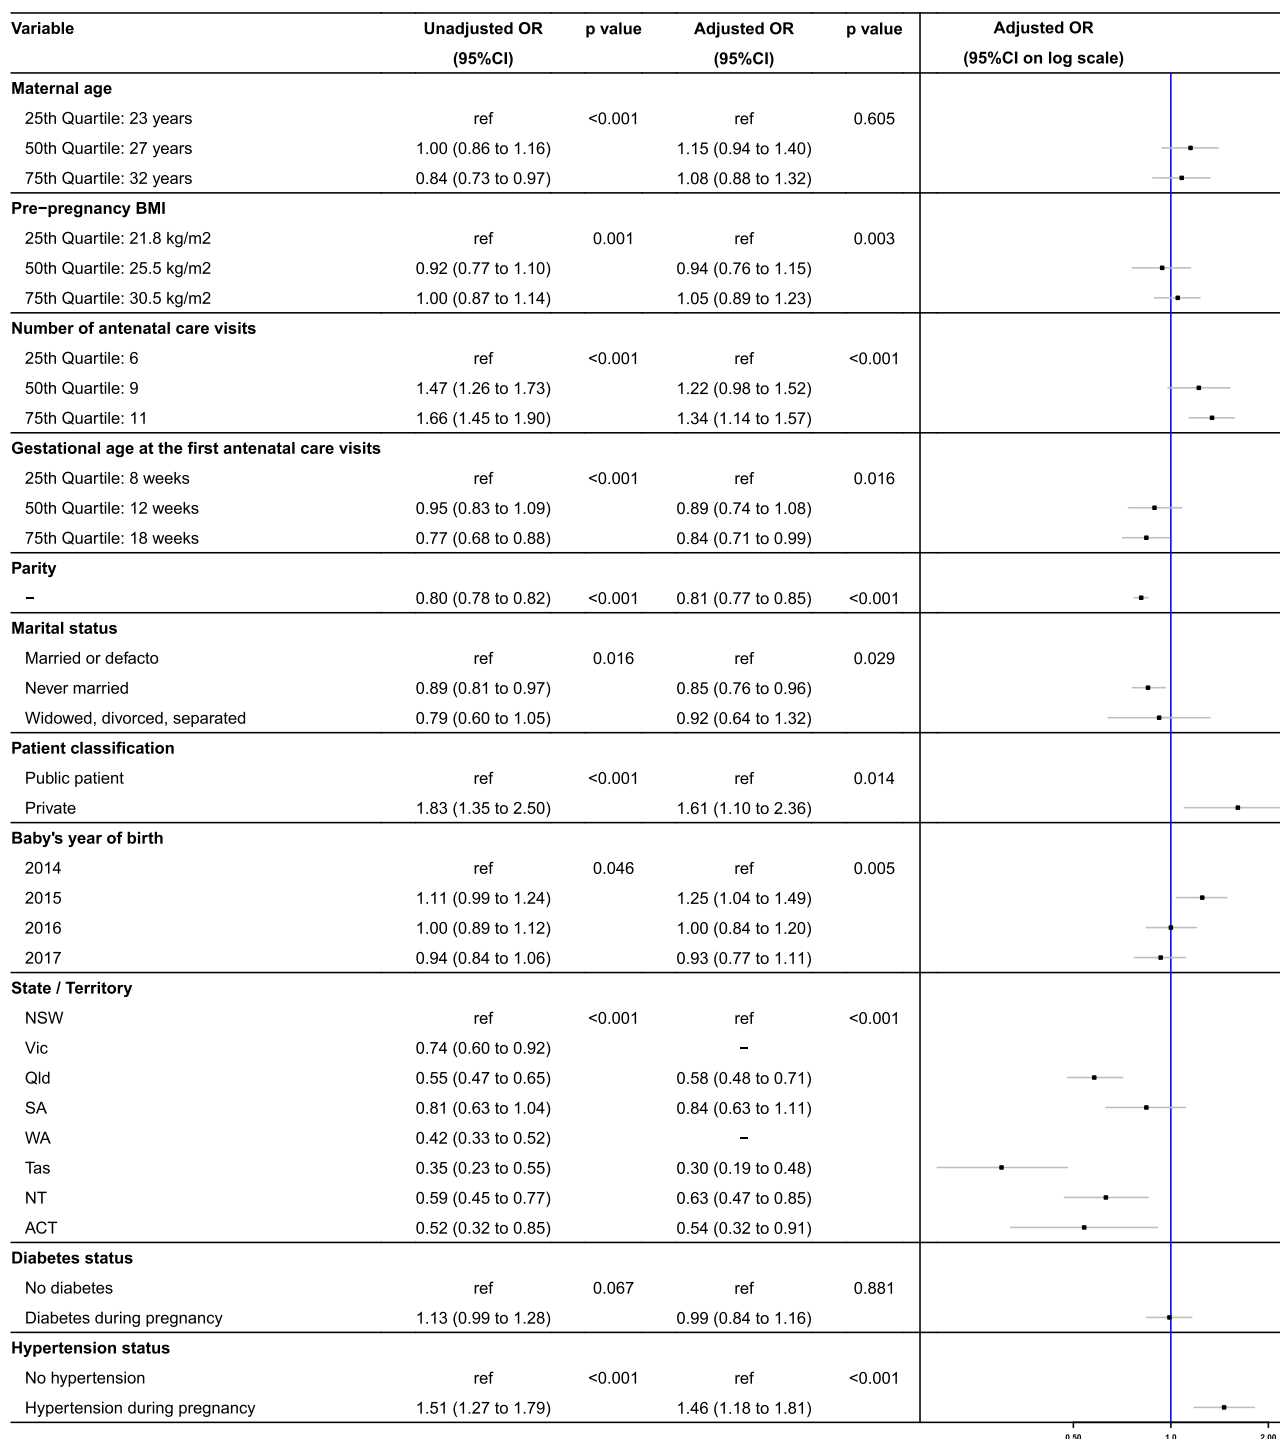 Variable Unadjusted OR p value Adjusted OR p value Adjusted OR
(95%CI) (95%CI) (95%CI on log scale)
Maternal age
25th Quartile: 23 years ref <0.001 ref 0.605
50th Quartile: 27 years 1.00 (0.86 to 1.16) 1.15 (0.94 to 1.40)
75th Quartile: 32 years 0.84 (0.73 to 0.97) 1.08 (0.88 to 1.32)
Pre−pregnancy BMI
25th Quartile: 21.8 kg/m2 ref 0.001 ref 0.003
50th Quartile: 25.5 kg/m2 0.92 (0.77 to 1.10) 0.94 (0.76 to 1.15)
75th Quartile: 30.5 kg/m2 1.00 (0.87 to 1.14) 1.05 (0.89 to 1.23)
Number of antenatal care visits
25th Quartile: 6 ref <0.001 ref <0.001
50th Quartile: 9 1.47 (1.26 to 1.73) 1.22 (0.98 to 1.52)
75th Quartile: 11 1.66 (1.45 to 1.90) 1.34 (1.14 to 1.57)
Gestational age at the first antenatal care visits
25th Quartile: 8 weeks ref <0.001 ref 0.016
50th Quartile: 12 weeks 0.95 (0.83 to 1.09) 0.89 (0.74 to 1.08)
75th Quartile: 18 weeks 0.77 (0.68 to 0.88) 0.84 (0.71 to 0.99)
Parity
− 0.80 (0.78 to 0.82) <0.001 0.81 (0.77 to 0.85) <0.001
Marital status
Married or defacto ref 0.016 ref 0.029
Never married 0.89 (0.81 to 0.97) 0.85 (0.76 to 0.96)
Widowed, divorced, separated 0.79 (0.60 to 1.05) 0.92 (0.64 to 1.32)
Patient classification
Public patient ref <0.001 ref 0.014
Private 1.83 (1.35 to 2.50) 1.61 (1.10 to 2.36)
Baby's year of birth
2014 ref 0.046 ref 0.005
2015 1.11 (0.99 to 1.24) 1.25 (1.04 to 1.49)
2016 1.00 (0.89 to 1.12) 1.00 (0.84 to 1.20)
2017 0.94 (0.84 to 1.06) 0.93 (0.77 to 1.11)
State / Territory
NSW ref <0.001 ref <0.001
Vic 0.74 (0.60 to 0.92) −
Qld 0.55 (0.47 to 0.65) 0.58 (0.48 to 0.71)
SA 0.81 (0.63 to 1.04) 0.84 (0.63 to 1.11)
WA 0.42 (0.33 to 0.52) −
Tas 0.35 (0.23 to 0.55) 0.30 (0.19 to 0.48)
NT 0.59 (0.45 to 0.77) 0.63 (0.47 to 0.85)
ACT 0.52 (0.32 to 0.85) 0.54 (0.32 to 0.91)
Diabetes status
No diabetes ref 0.067 ref 0.881
Diabetes during pregnancy 1.13 (0.99 to 1.28) 0.99 (0.84 to 1.16)
Hypertension status
No hypertension ref <0.001 ref <0.001
Hypertension during pregnancy 1.51 (1.27 to 1.79) 1.46 (1.18 to 1.81)
0.50 1.0 2.00